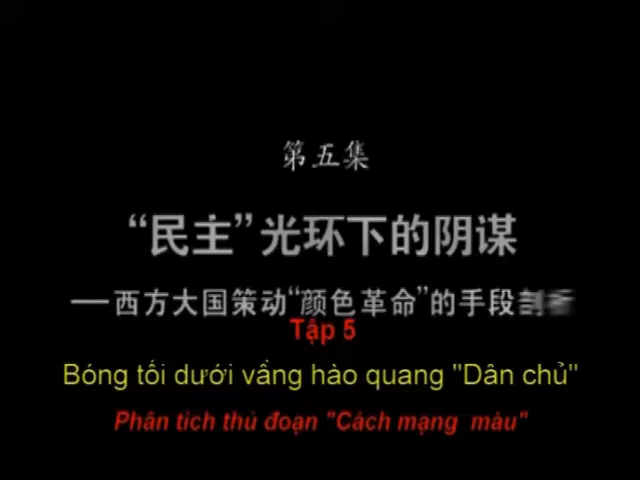 第五集
“民主”光环下的阴谋
——西方大国策动“颜色革命”的手段剖析
Tập 5
Bóng tối dưới vầng hào quang "Dân chủ"
Phân tích thủ đoạn "Cách mạng màu"